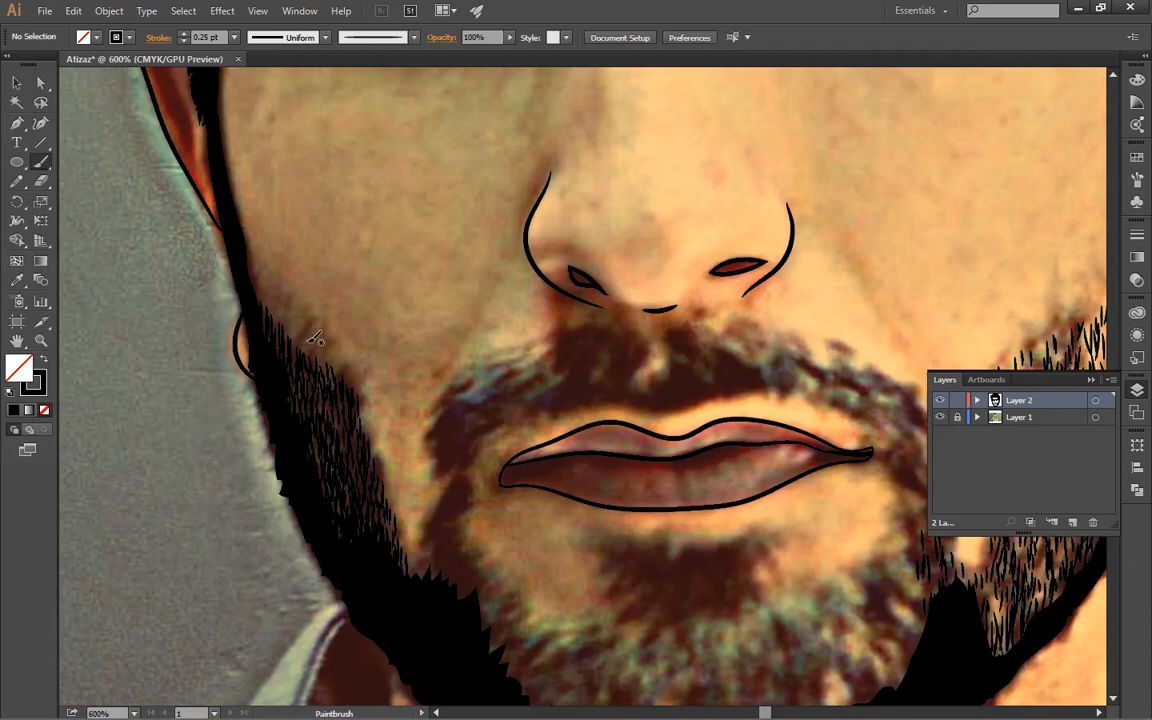 Ai File Edit Object Type Select Effect View Window Help Br St Essentials
No Selection Stroke: 0.25 pt Uniform Opacity: 100% Style: Document Setup Preferences
Atizaz* @ 600% (CMYK/GPU Preview) ×
Layers Artboards
Layer 2
Layer 1
2 La...
600% 1 Paintbrush